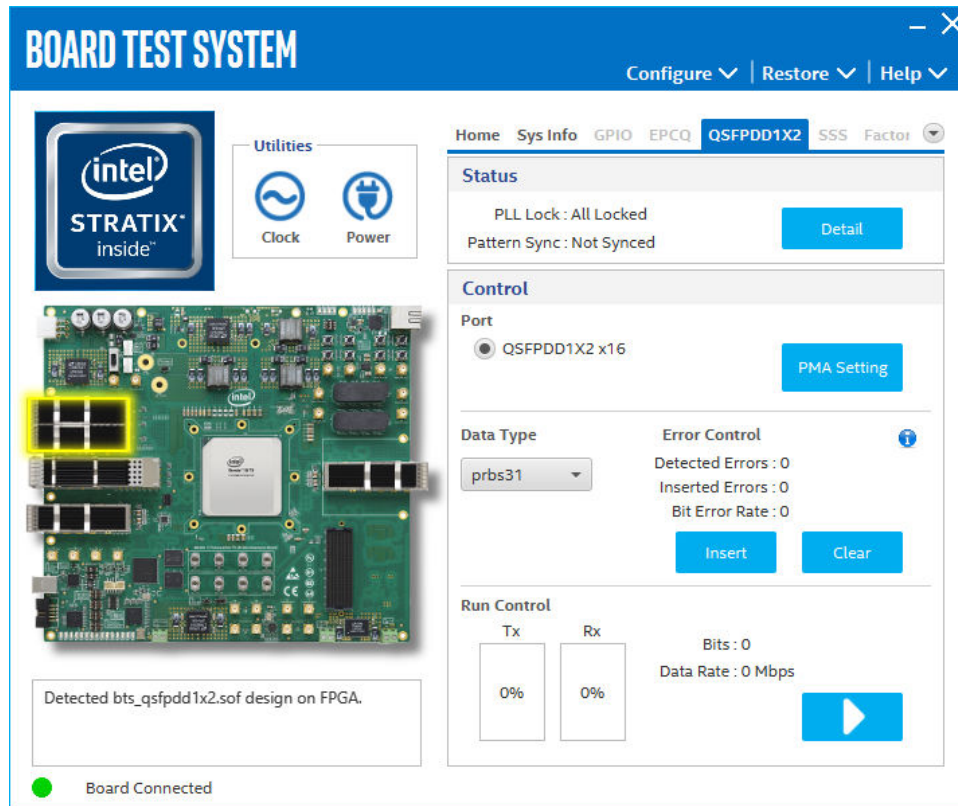 BOARD TEST SYSTEM
Configure | Restore | Help
intel
STRATIX
inside™
Utilities
Clock
Power
Home Sys Info GPIO EPCQ QSFPDD1X2 SSS Factor
Status
PLL Lock : All Locked
Pattern Sync : Not Synced
Detail
Control
Port
QSFPDD1X2 x16
PMA Setting
Data Type
prbs31
Error Control
Detected Errors : 0
Inserted Errors : 0
Bit Error Rate : 0
Insert
Clear
Run Control
Tx
Rx
0%
0%
Bits : 0
Data Rate : 0 Mbps
intel
Detected bts_qsfpdd1x2.sof design on FPGA.
Board Connected